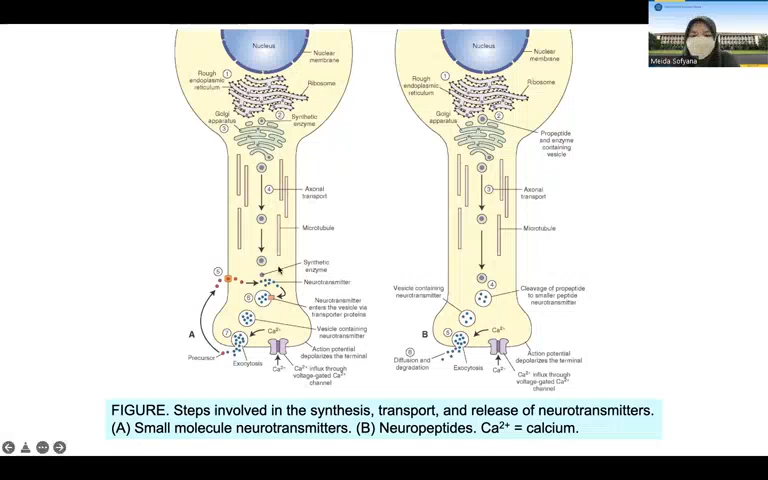 Meida Sofyana
Nucleus
Nuclear
membrane
Rough
endoplasmic
reticulum
1
Ribosome
2
Golgi
apparatus
3
Synthetic
enzyme
4
Axonal
transport
Microtubule
Synthetic
enzyme
5
Neurotransmitter
6
Neurotransmitter
enters the vesicle via
transporter proteins
A
7
Ca²⁺
Vesicle containing
neurotransmitter
Precursor
Exocytosis
Action potential
depolarizes the terminal
Ca²⁺
Ca²⁺ influx through
voltage-gated Ca²⁺
channel
Nucleus
Nuclear
membrane
Rough
endoplasmic
reticulum
1
Ribosome
2
Golgi
apparatus
Propeptide
and enzyme
containing
vesicle
3
Axonal
transport
Microtubule
4
Vesicle containing
neurotransmitter
Cleavage of propeptide
to smaller peptide
neurotransmitter
B
5
Ca²⁺
6
Diffusion and
degradation
Exocytosis
Action potential
depolarizes the terminal
Ca²⁺
Ca²⁺ influx through
voltage-gated Ca²⁺
channel
FIGURE. Steps involved in the synthesis, transport, and release of neurotransmitters.
(A) Small molecule neurotransmitters. (B) Neuropeptides. Ca²⁺ = calcium.